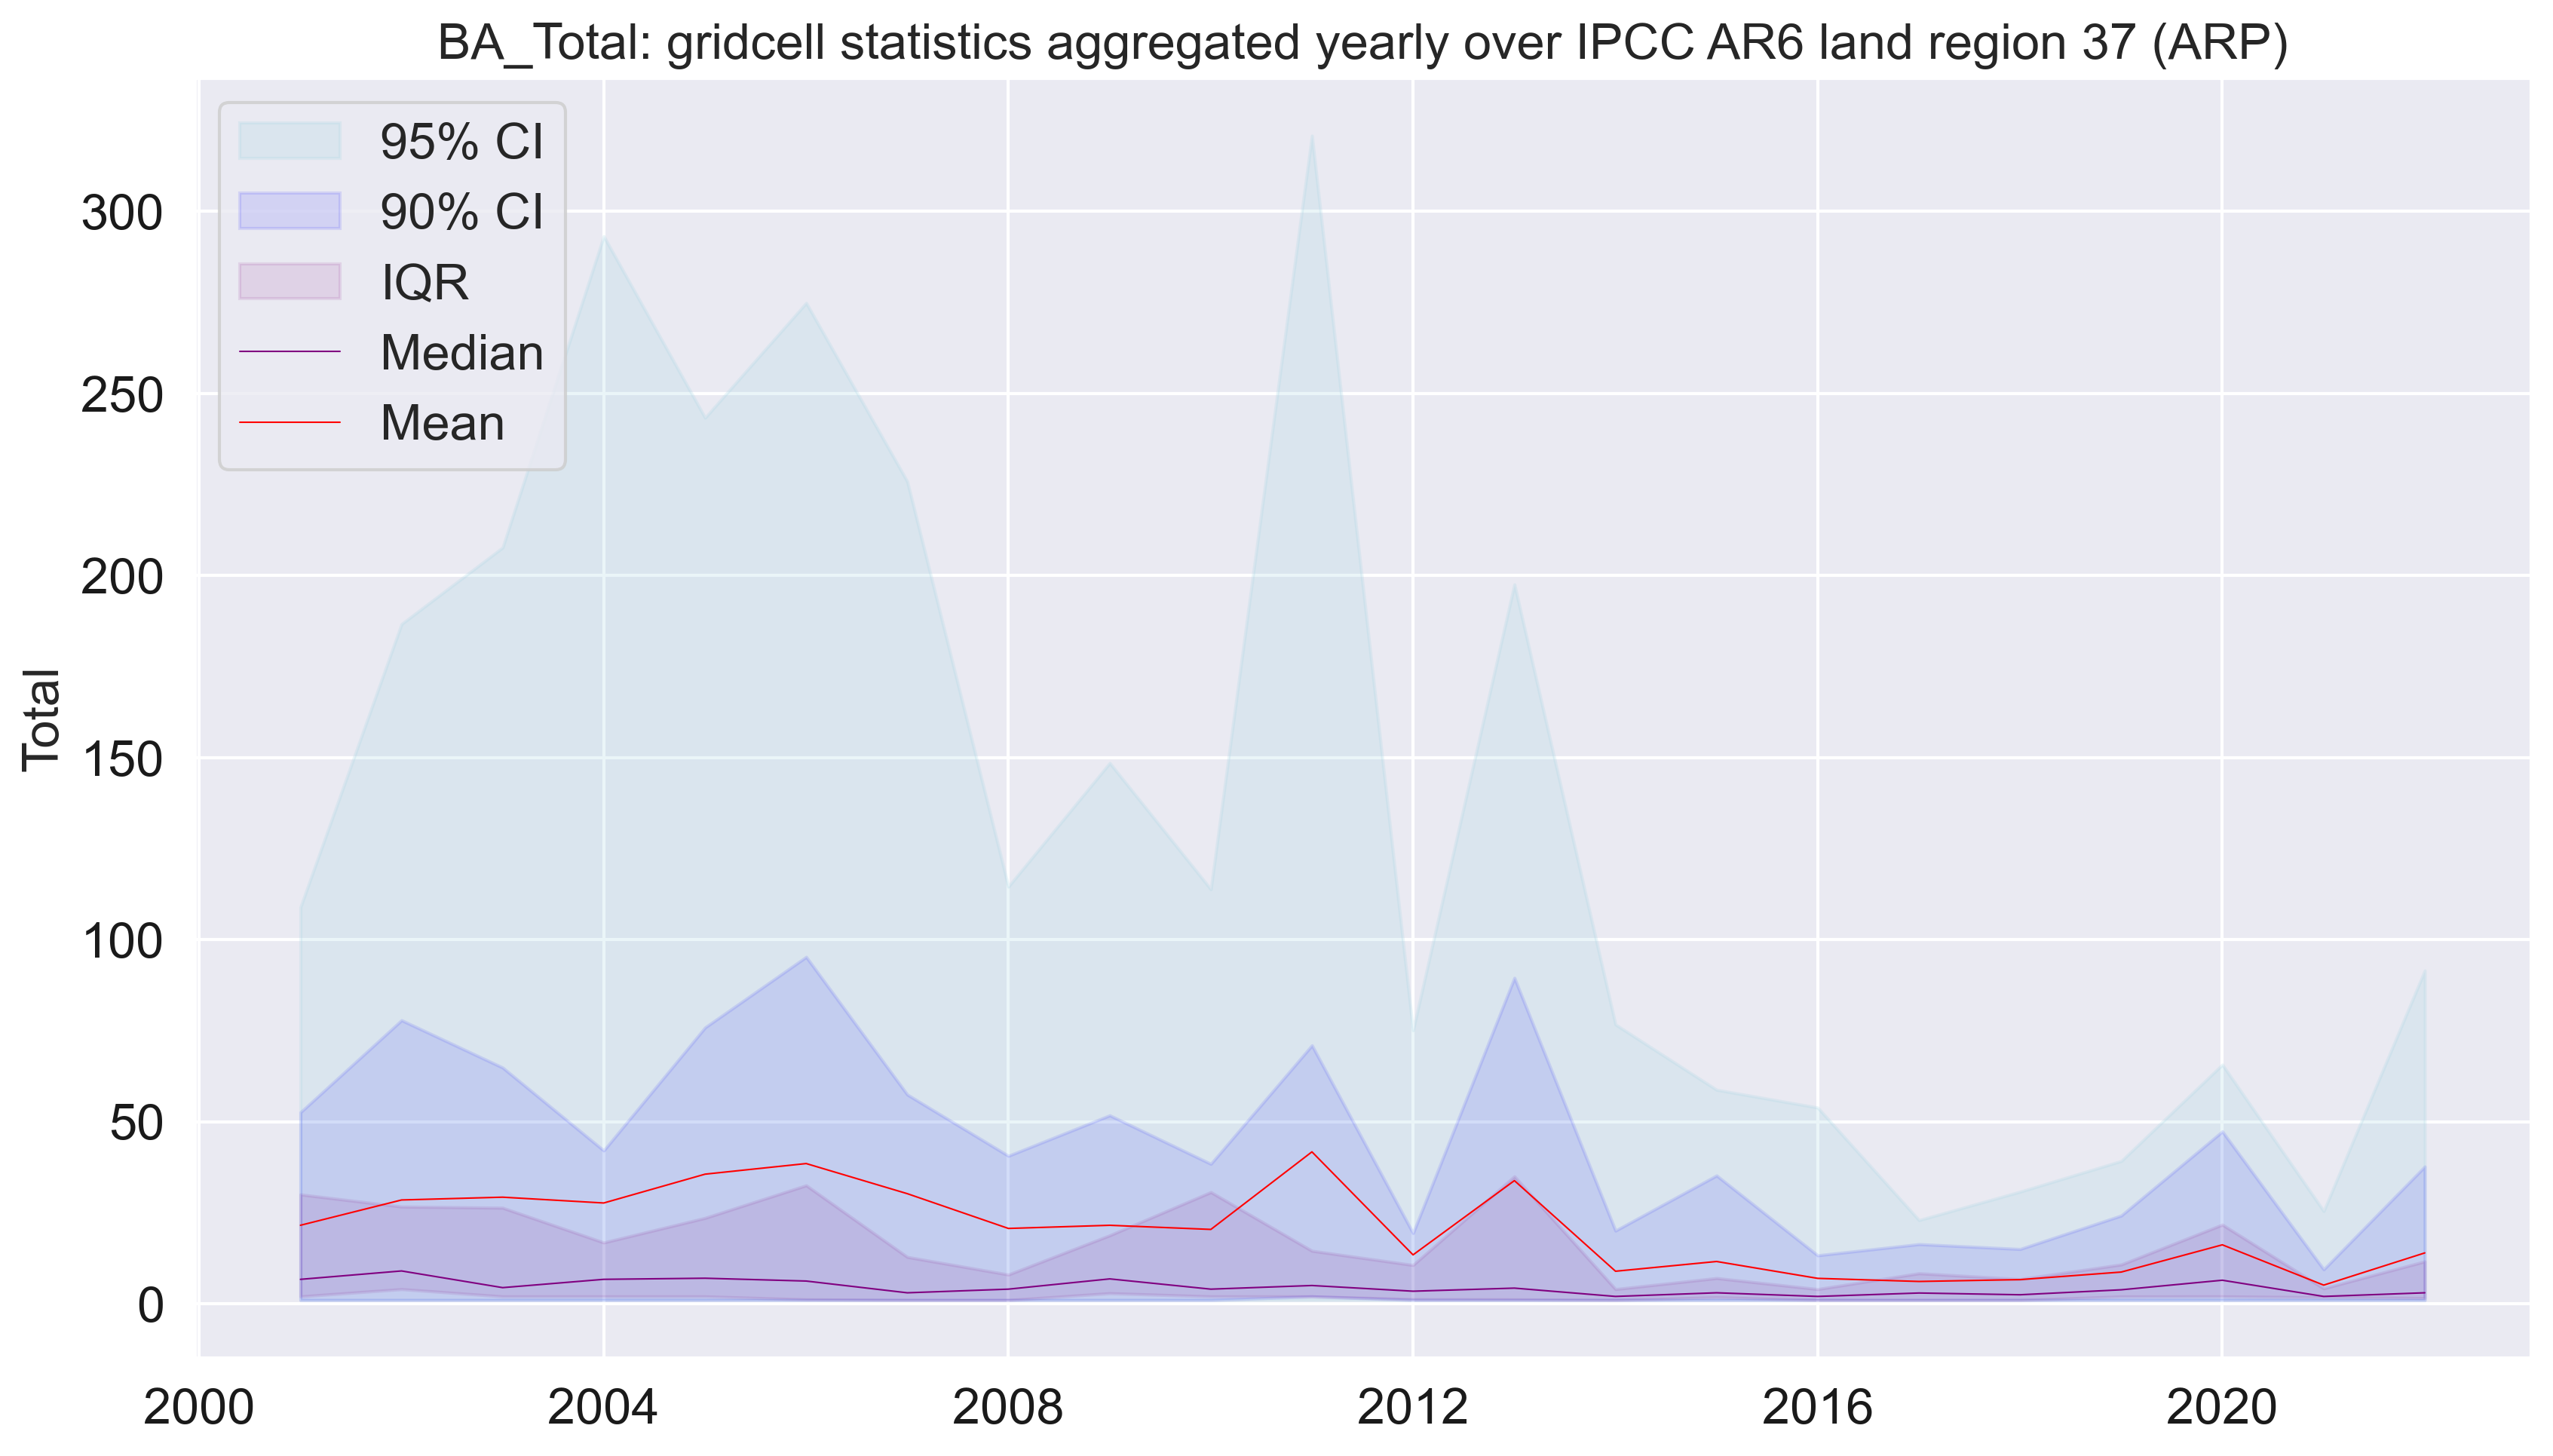 BA_Total: gridcell statistics aggregated yearly over IPCC AR6 land region 37 (ARP)
95% CI
90% CI
IQR
Median
Mean
Total
300
250
200
150
100
50
0
2000 2004 2008 2012 2016 2020